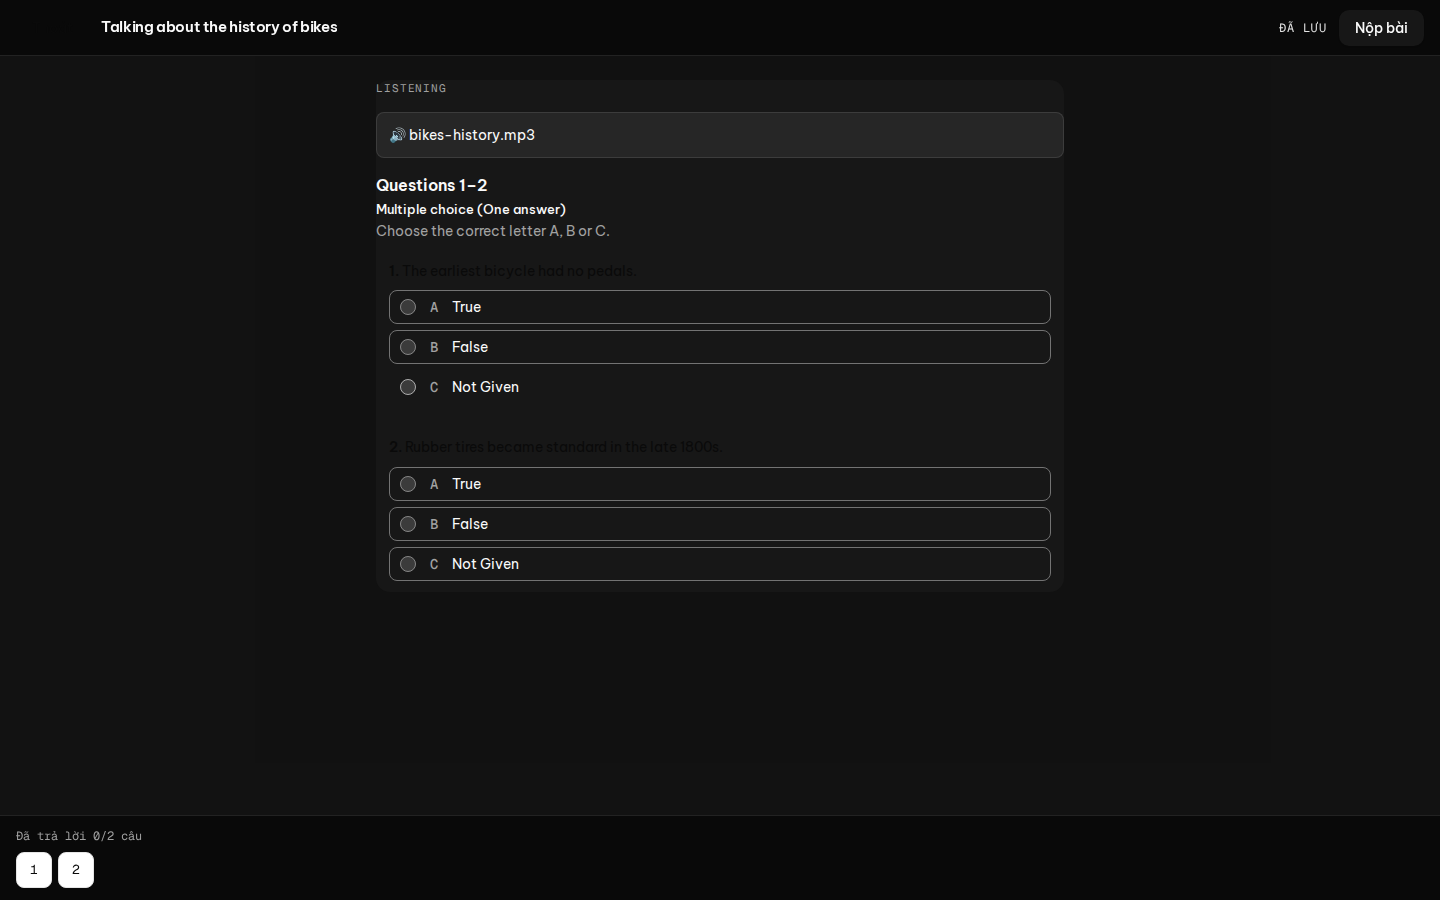 Talking about the history of bikes
ĐÃ LƯU
Nộp bài
LISTENING
🔊 bikes-history.mp3
Questions 1–2
Multiple choice (One answer)
Choose the correct letter A, B or C.
1. The earliest bicycle had no pedals.
A True
B False
C Not Given
2. Rubber tires became standard in the late 1800s.
A True
B False
C Not Given
Đã trả lời 0/2 câu
1 2